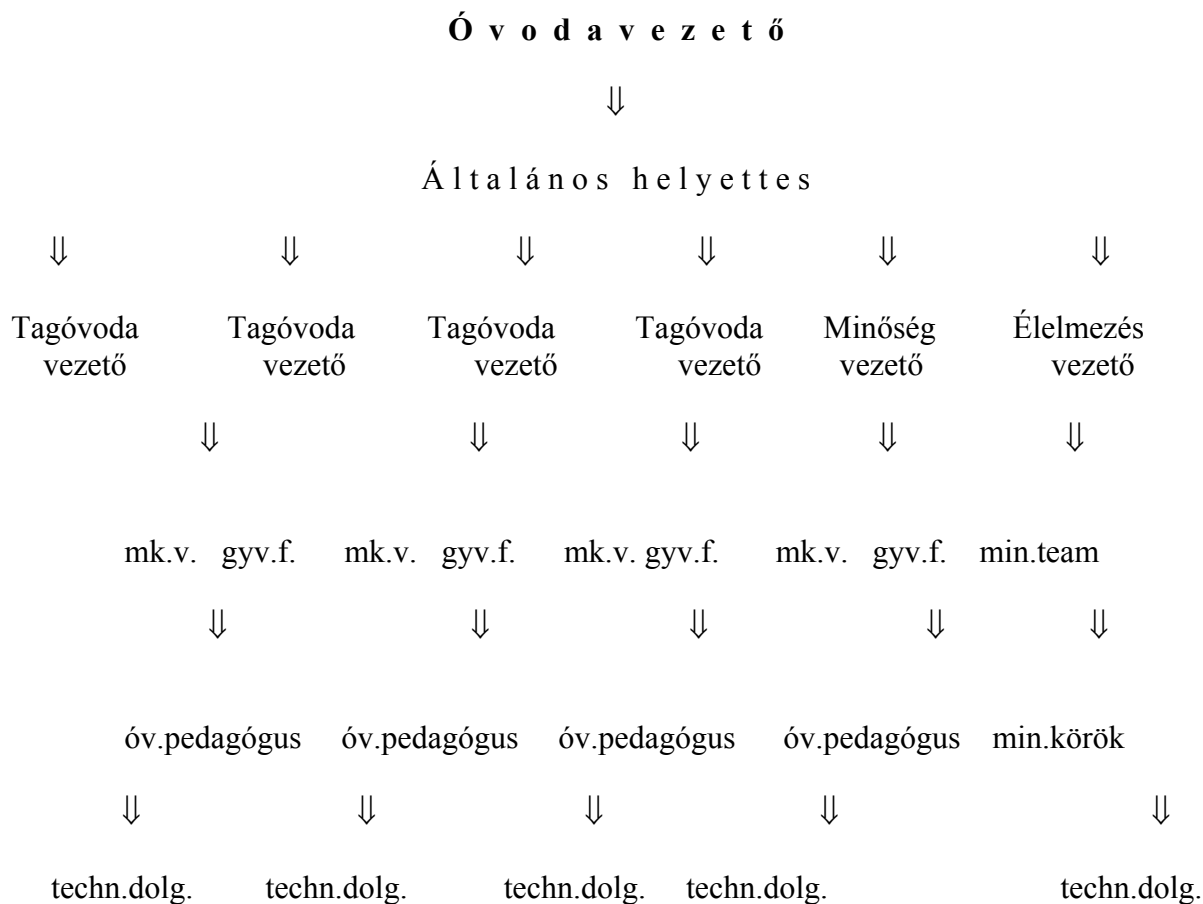 Ó v o d a v e z e t ő
⇓
Á l t a l á n o s h e l y e t t e s
⇓ ⇓ ⇓ ⇓ ⇓ ⇓
Tagóvoda Tagóvoda Tagóvoda Tagóvoda Minőség Élelmezés
vezető vezető vezető vezető vezető vezető
⇓ ⇓ ⇓ ⇓ ⇓
mk.v. gyv.f. mk.v. gyv.f. mk.v. gyv.f. mk.v. gyv.f. min.team
⇓ ⇓ ⇓ ⇓ ⇓
óv.pedagógus óv.pedagógus óv.pedagógus óv.pedagógus min.körök
⇓ ⇓ ⇓ ⇓ ⇓
techn.dolg. techn.dolg. techn.dolg. techn.dolg. techn.dolg.